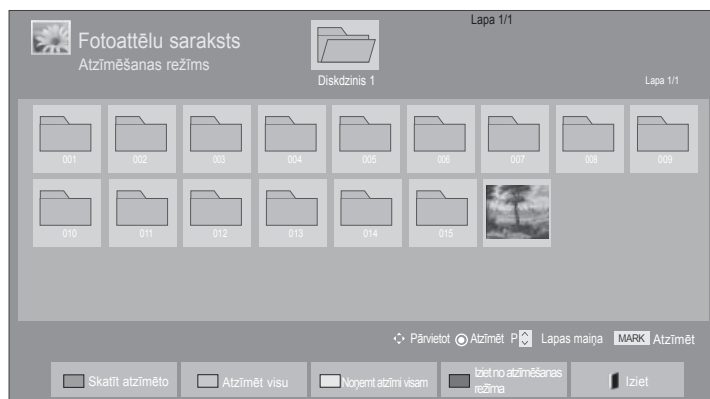 Lapa 1/1
Fotoattēlu saraksts
Atzīmēšanas režīms
Diskdzinis 1
Lapa 1/1
001 002 003 004 005 006 007 008 009
010 011 012 013 014 015
Pārvietot Atzīmēt P Lapas maiņa MARK Atzīmēt
Skatīt atzīmēto Atzīmēt visu Noņemt atzīmi visam Iziet no atzīmēšanas
režīma Iziet